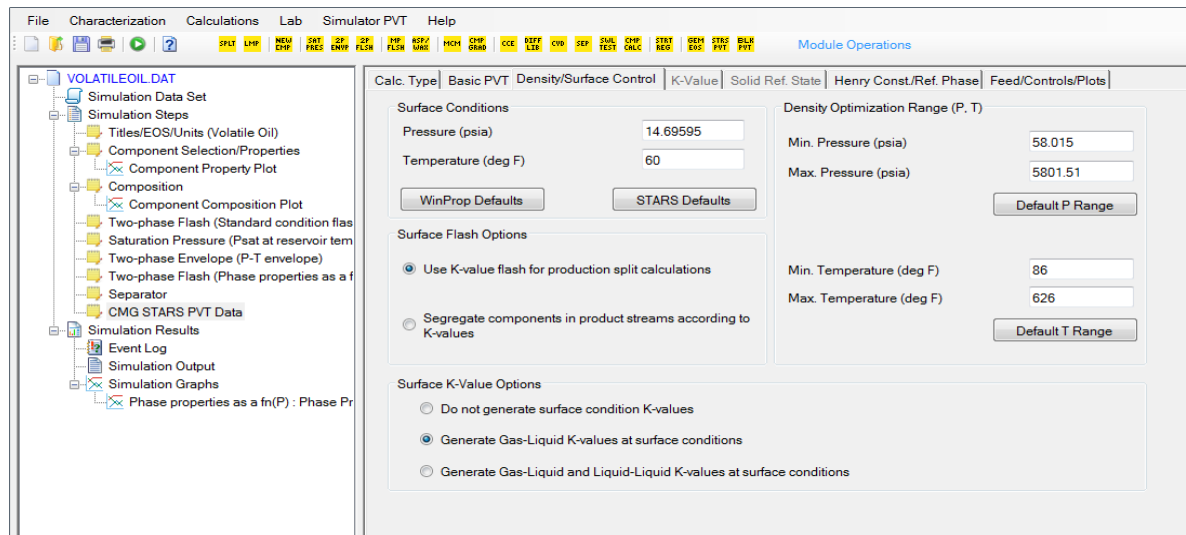 File Characterization Calculations Lab Simulator PVT Help
SPLT LMP NEW CMP SAT PRES 2P ENVP 2P FLSH MP FLSH ASP/ WAX MCM CMP GRAD CCE DIFF LIB CVD SEP SWL TEST CMP CALC STRT REG GEM EOS STRS PVT BLK PVT Module Operations
VOLATILEOIL.DAT
Simulation Data Set
Simulation Steps
Titles/EOS/Units (Volatile Oil)
Component Selection/Properties
Component Property Plot
Composition
Component Composition Plot
Two-phase Flash (Standard condition flas
Saturation Pressure (Psat at reservoir tem
Two-phase Envelope (P-T envelope)
Two-phase Flash (Phase properties as a f
Separator
CMG STARS PVT Data
Simulation Results
Event Log
Simulation Output
Simulation Graphs
Phase properties as a fn(P) : Phase Pr
Calc. Type Basic PVT Density/Surface Control K-Value Solid Ref. State Henry Const./Ref. Phase Feed/Controls/Plots
Surface Conditions
Pressure (psia) 14.69595
Temperature (deg F) 60
WinProp Defaults STARS Defaults
Surface Flash Options
Use K-value flash for production split calculations
Segregate components in product streams according to
K-values
Density Optimization Range (P, T)
Min. Pressure (psia) 58.015
Max. Pressure (psia) 5801.51
Default P Range
Min. Temperature (deg F) 86
Max. Temperature (deg F) 626
Default T Range
Surface K-Value Options
Do not generate surface condition K-values
Generate Gas-Liquid K-values at surface conditions
Generate Gas-Liquid and Liquid-Liquid K-values at surface conditions